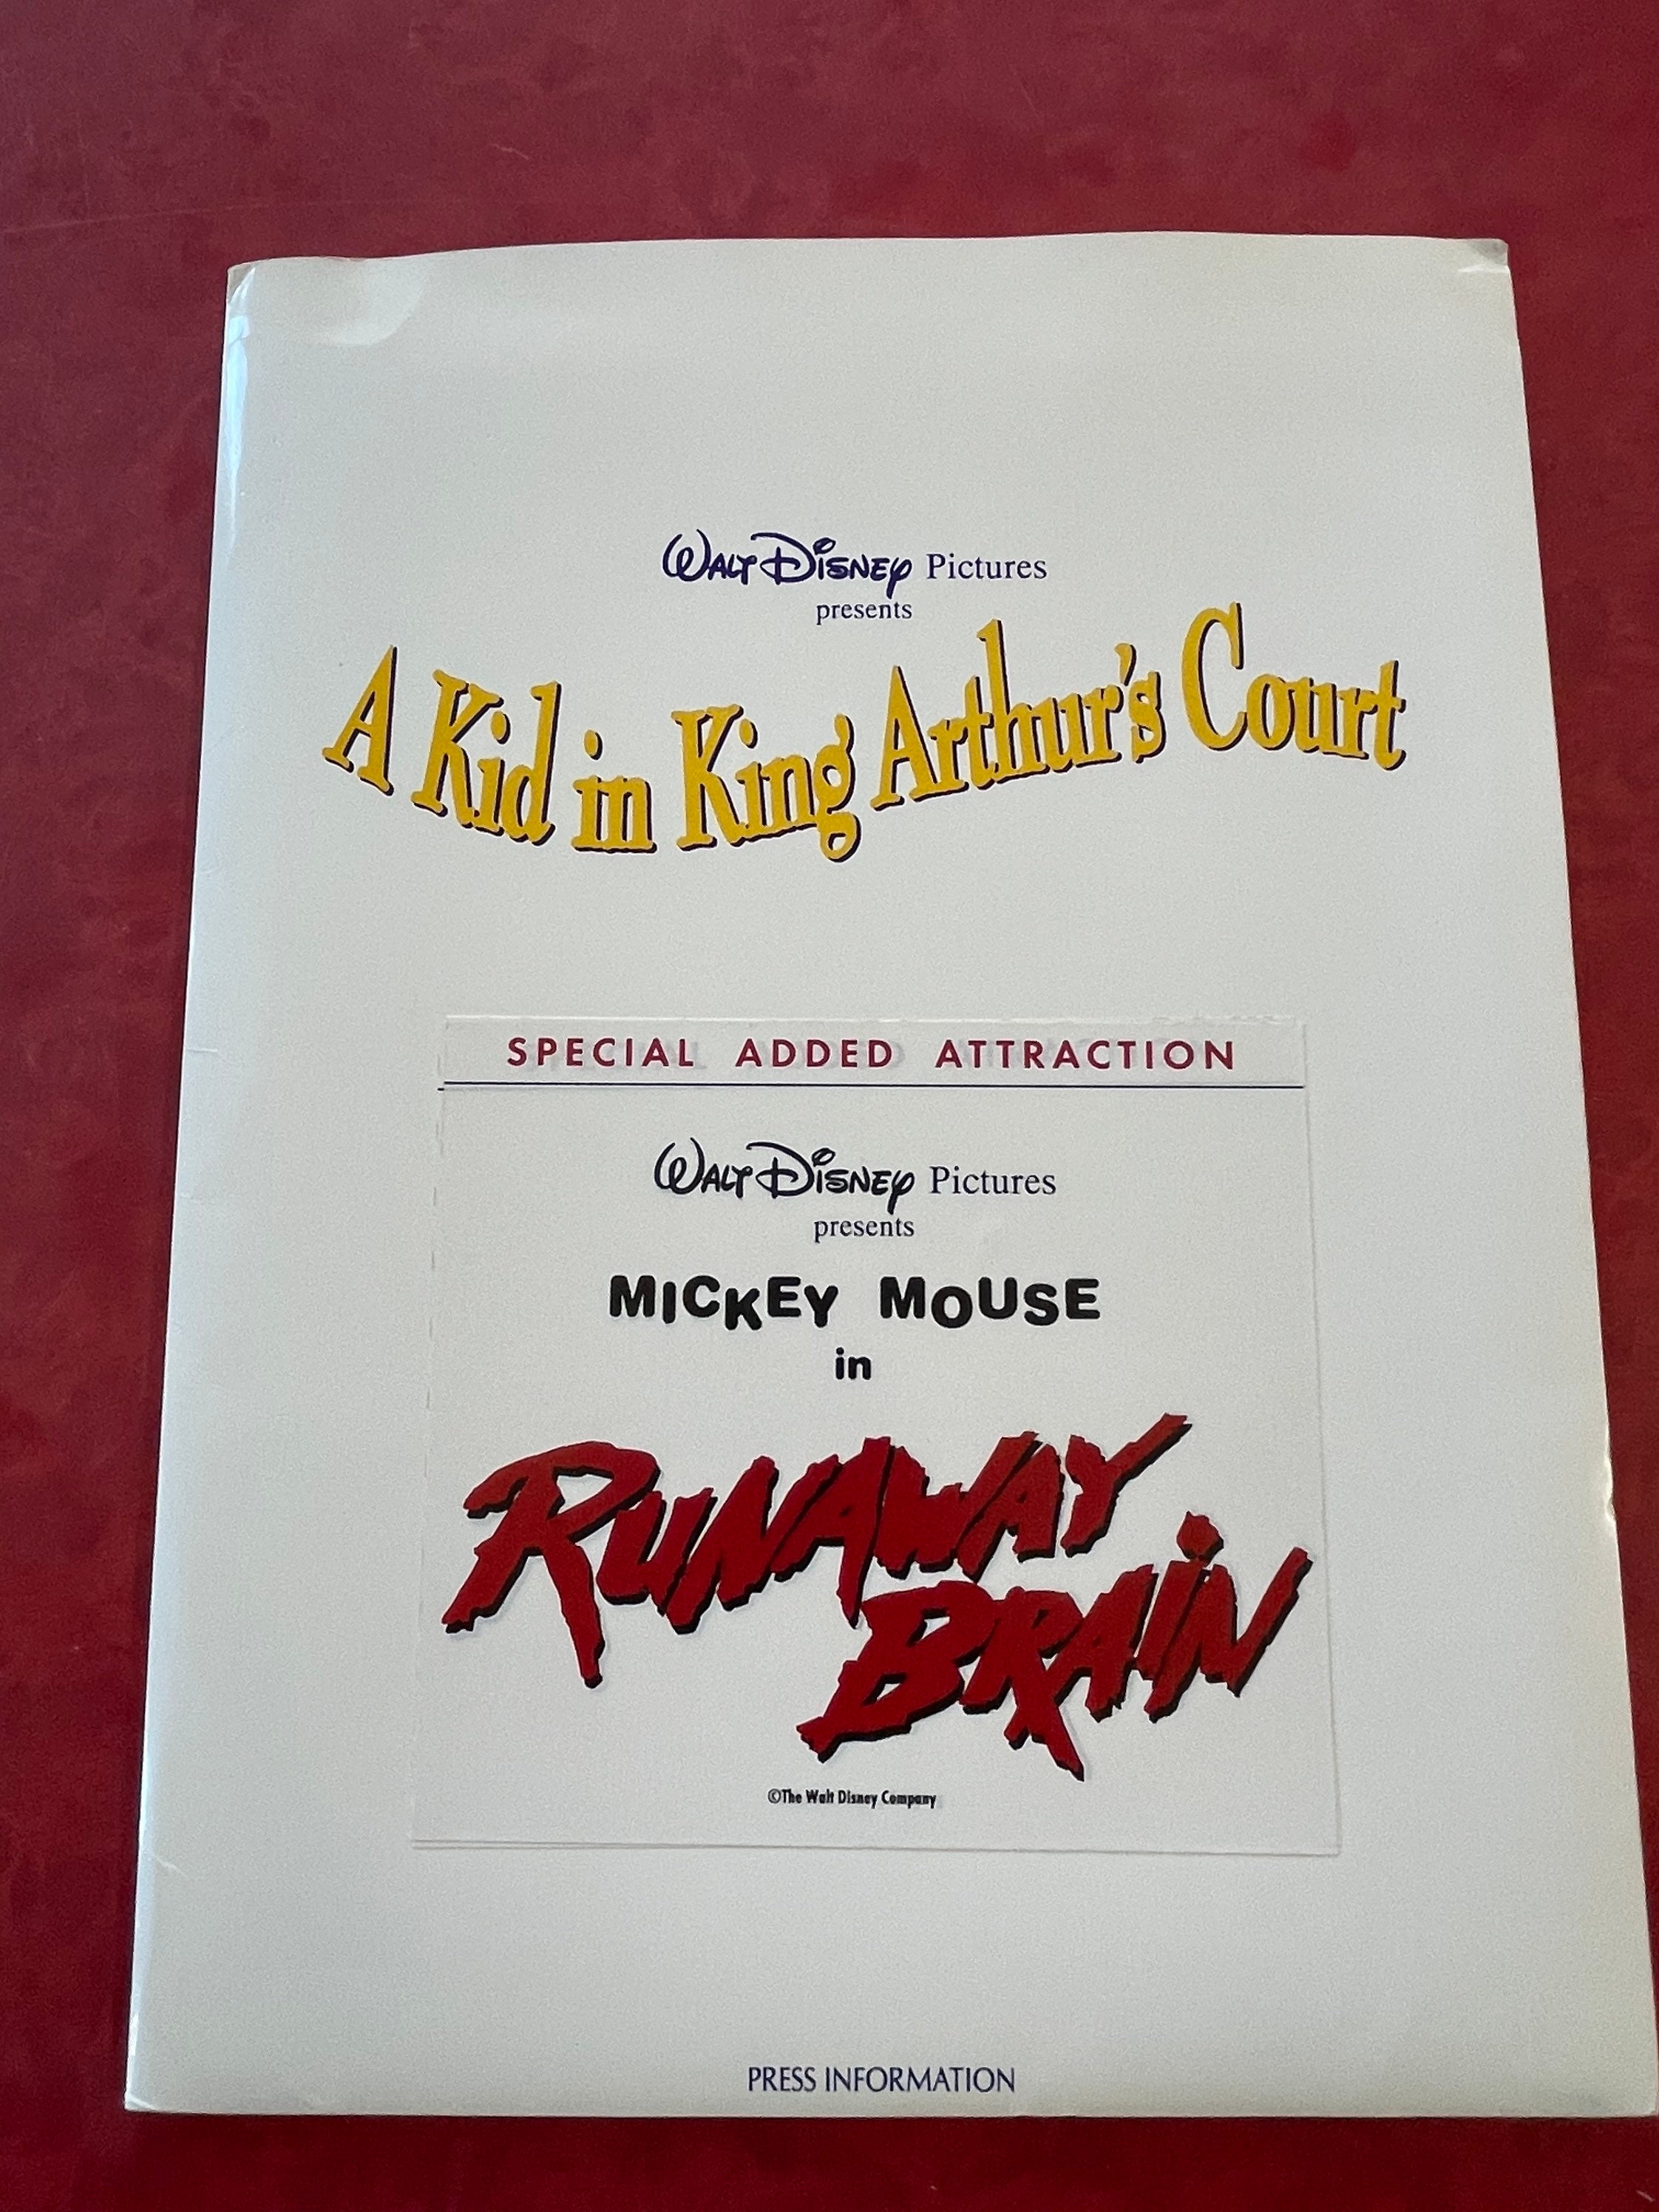 WALT DISNEY Pictures
presents
A Kid in King Arthur's Court
SPECIAL ADDED ATTRACTION
WALT DISNEY Pictures
presents
MICKEY MOUSE
in
RUNAWAY
BRAIN
©The Walt Disney Company
PRESS INFORMATION